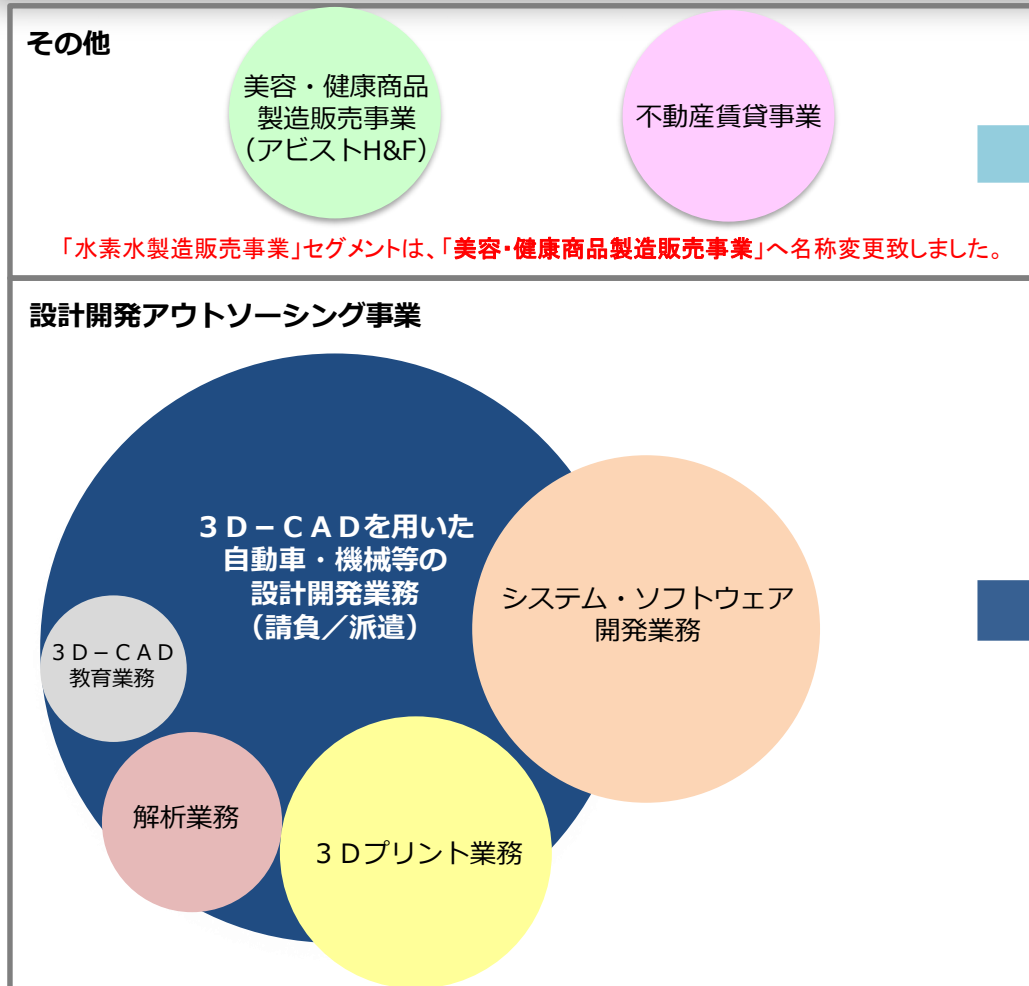 その他
美容・健康商品
製造販売事業
（アビストH&F）
不動産賃貸事業
「水素水製造販売事業」セグメントは、「美容・健康商品製造販売事業」へ名称変更致しました。
設計開発アウトソーシング事業
３Ｄ－ＣＡＤを用いた
自動車・機械等の
設計開発業務
（請負／派遣）
システム・ソフトウェア
開発業務
３Ｄ－ＣＡＤ
教育業務
解析業務
３Ｄプリント業務